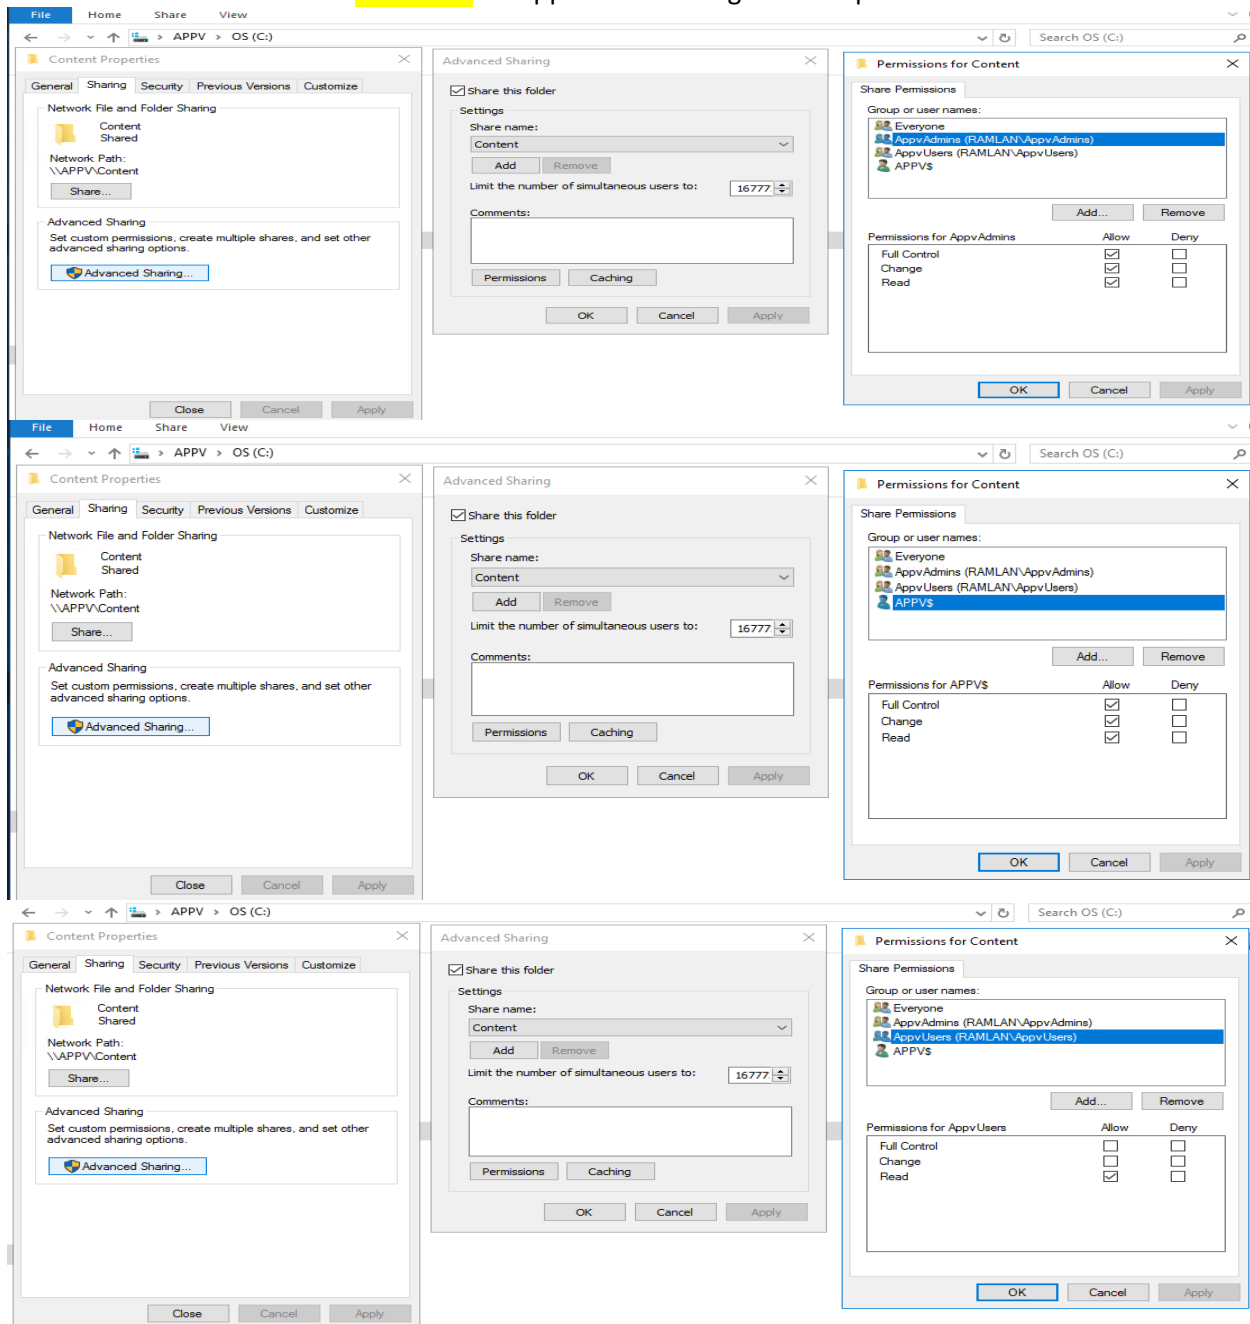 File Home Share View
APPV > OS (C:) Search OS (C:)
Content Properties
General Sharing Security Previous Versions Customize
Network File and Folder Sharing
Content
Shared
Network Path:
\\APPV\Content
Share...
Advanced Sharing
Set custom permissions, create multiple shares, and set other
advanced sharing options.
Advanced Sharing...
Close Cancel Apply
Advanced Sharing
Share this folder
Settings
Share name:
Content
Add Remove
Limit the number of simultaneous users to: 16777
Comments:
Permissions Caching
OK Cancel Apply
Permissions for Content
Share Permissions
Group or user names:
Everyone
AppvAdmins (RAMLAN\AppvAdmins)
AppvUsers (RAMLAN\AppvUsers)
APPV$
Add... Remove
Permissions for AppvAdmins Allow Deny
Full Control
Change
Read
OK Cancel Apply
File Home Share View
APPV > OS (C:) Search OS (C:)
Content Properties
General Sharing Security Previous Versions Customize
Network File and Folder Sharing
Content
Shared
Network Path:
\\APPV\Content
Share...
Advanced Sharing
Set custom permissions, create multiple shares, and set other
advanced sharing options.
Advanced Sharing...
Close Cancel Apply
Advanced Sharing
Share this folder
Settings
Share name:
Content
Add Remove
Limit the number of simultaneous users to: 16777
Comments:
Permissions Caching
OK Cancel Apply
Permissions for Content
Share Permissions
Group or user names:
Everyone
AppvAdmins (RAMLAN\AppvAdmins)
AppvUsers (RAMLAN\AppvUsers)
APPV$
Add... Remove
Permissions for APPV$ Allow Deny
Full Control
Change
Read
OK Cancel Apply
APPV > OS (C:) Search OS (C:)
Content Properties
General Sharing Security Previous Versions Customize
Network File and Folder Sharing
Content
Shared
Network Path:
\\APPV\Content
Share...
Advanced Sharing
Set custom permissions, create multiple shares, and set other
advanced sharing options.
Advanced Sharing...
Close Cancel Apply
Advanced Sharing
Share this folder
Settings
Share name:
Content
Add Remove
Limit the number of simultaneous users to: 16777
Comments:
Permissions Caching
OK Cancel Apply
Permissions for Content
Share Permissions
Group or user names:
Everyone
AppvAdmins (RAMLAN\AppvAdmins)
AppvUsers (RAMLAN\AppvUsers)
APPV$
Add... Remove
Permissions for AppvUsers Allow Deny
Full Control
Change
Read
OK Cancel Apply